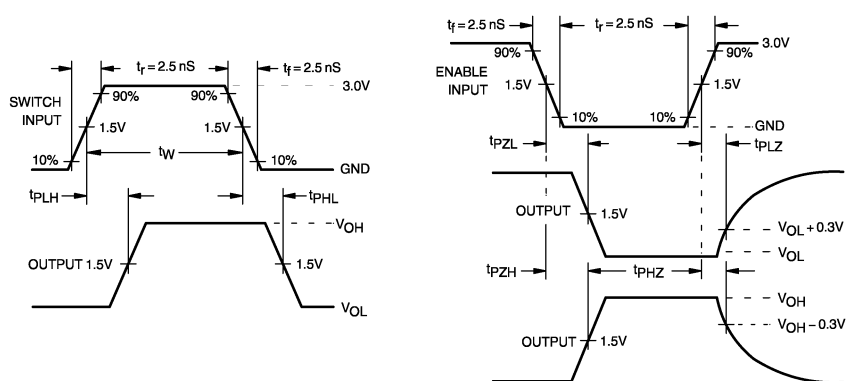 tr = 2.5 nS
tf = 2.5 nS
3.0V
90%
90%
SWITCH
INPUT
1.5V
1.5V
10%
tW
10%
GND
tPLH
tPHL
VOH
OUTPUT 1.5V
1.5V
VOL
tf = 2.5 nS
tr = 2.5 nS
3.0V
90%
90%
ENABLE
INPUT
1.5V
1.5V
10%
10%
GND
tPZL
tPLZ
OUTPUT
1.5V
VOL + 0.3V
VOL
tPZH
tPHZ
VOH
VOH – 0.3V
OUTPUT
1.5V